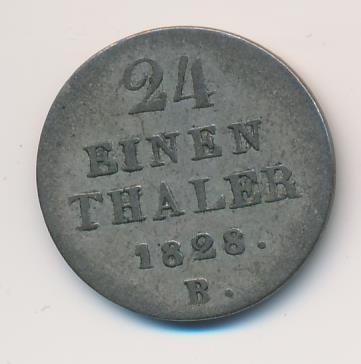 24
EINEN
THALER
1828.
B.